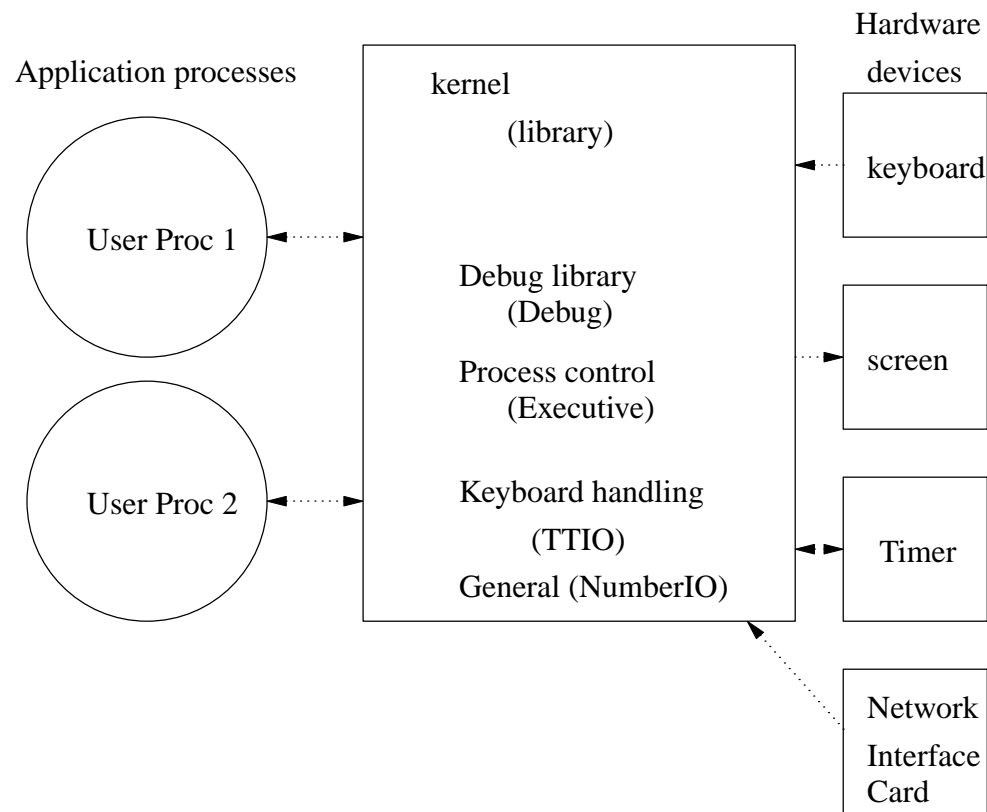 Application processes
User Proc 1
User Proc 2
kernel
(library)
Debug library
(Debug)
Process control
(Executive)
Keyboard handling
(TTIO)
General (NumberIO)
Hardware
devices
keyboard
screen
Timer
Network
Interface
Card